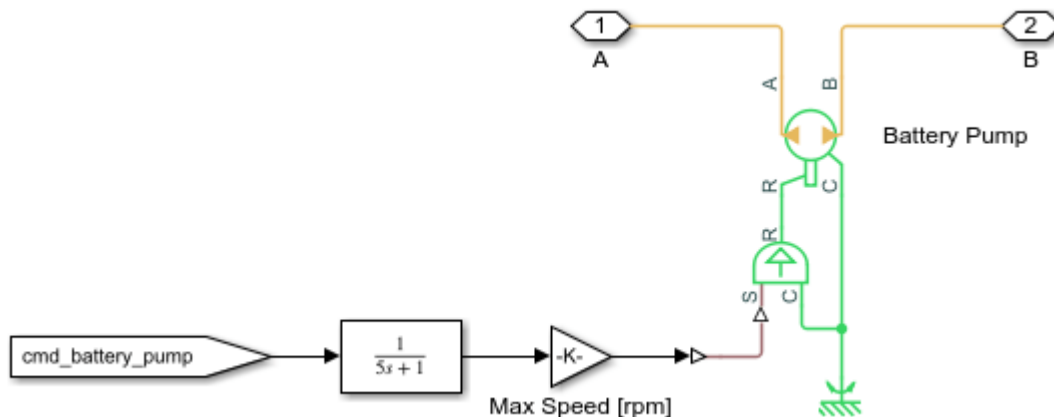 1
A
2
B
A
B
Battery Pump
R
C
R
S
C
cmd_battery_pump
1
5s + 1
-K-
Max Speed [rpm]